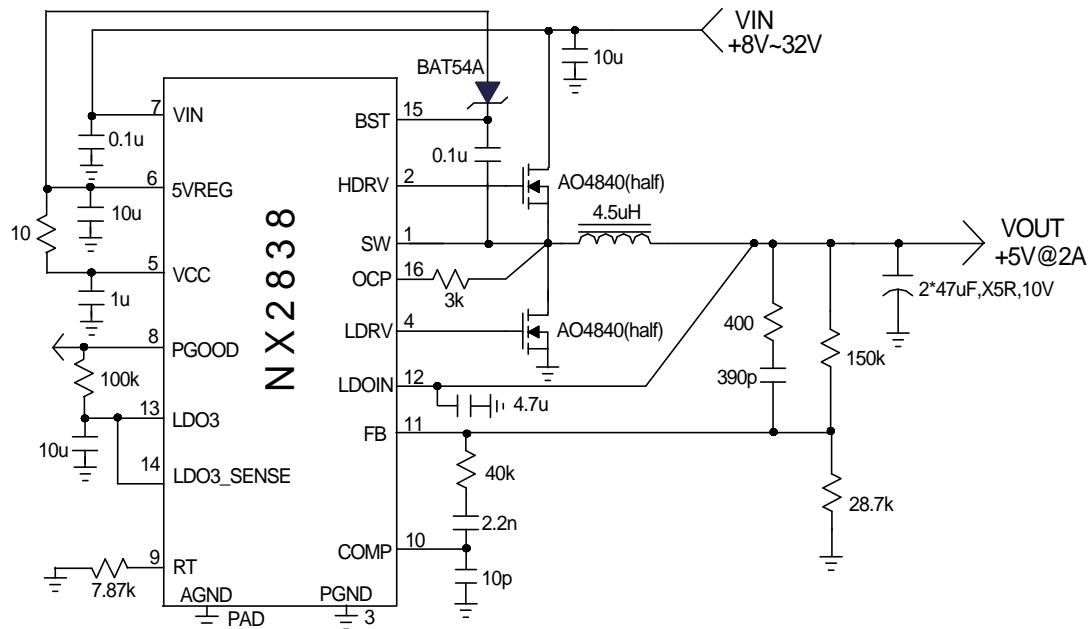 VIN
+8V~32V
10u
BAT54A
7
VIN
15
BST
0.1u
0.1u
6
5VREG
2
HDRV
AO4840(half)
10u
4.5uH
10
1
SW
VOUT
+5V@2A
5
VCC
16
OCP
3k
2*47uF,X5R,10V
1u
NX2838
4
LDRV
AO4840(half)
400
150k
8
PGOOD
100k
390p
12
LDOIN
4.7u
13
LDO3
11
FB
10u
14
LDO3_SENSE
40k
28.7k
2.2n
10
COMP
9
RT
7.87k
10p
AGND
PGND
PAD
3